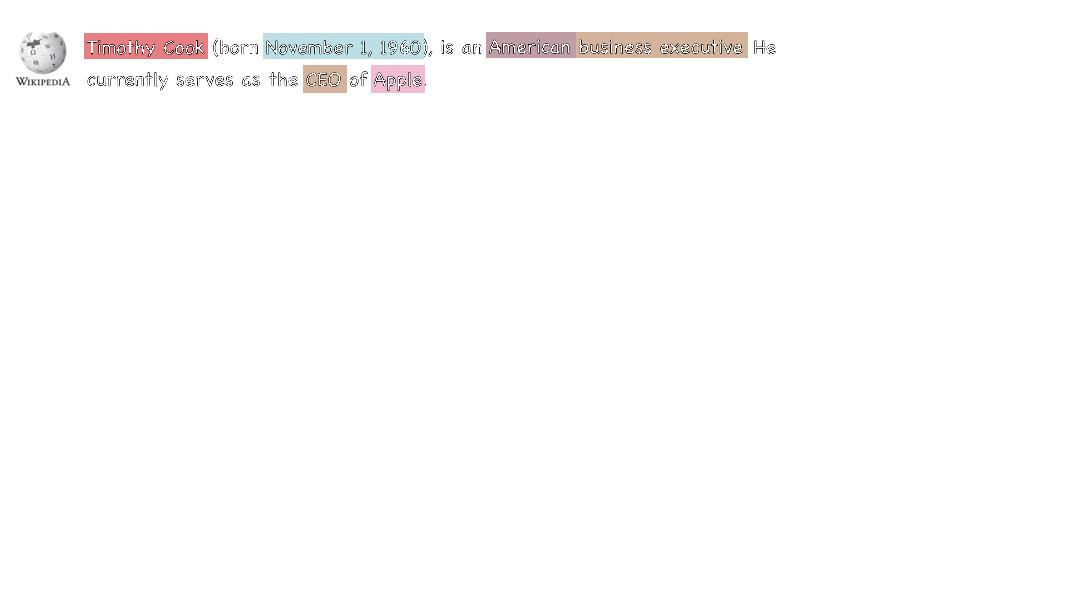 Timothy Cook (born November 1, 1960), is an American business executive He
WIKIPEDIA currently serves as the CEO of Apple.